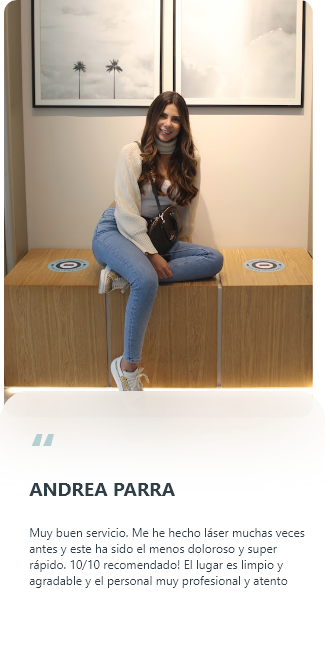 "
ANDREA PARRA
Muy buen servicio. Me he hecho láser muchas veces
antes y este ha sido el menos doloroso y super
rápido. 10/10 recomendado! El lugar es limpio y
agradable y el personal muy profesional y atento